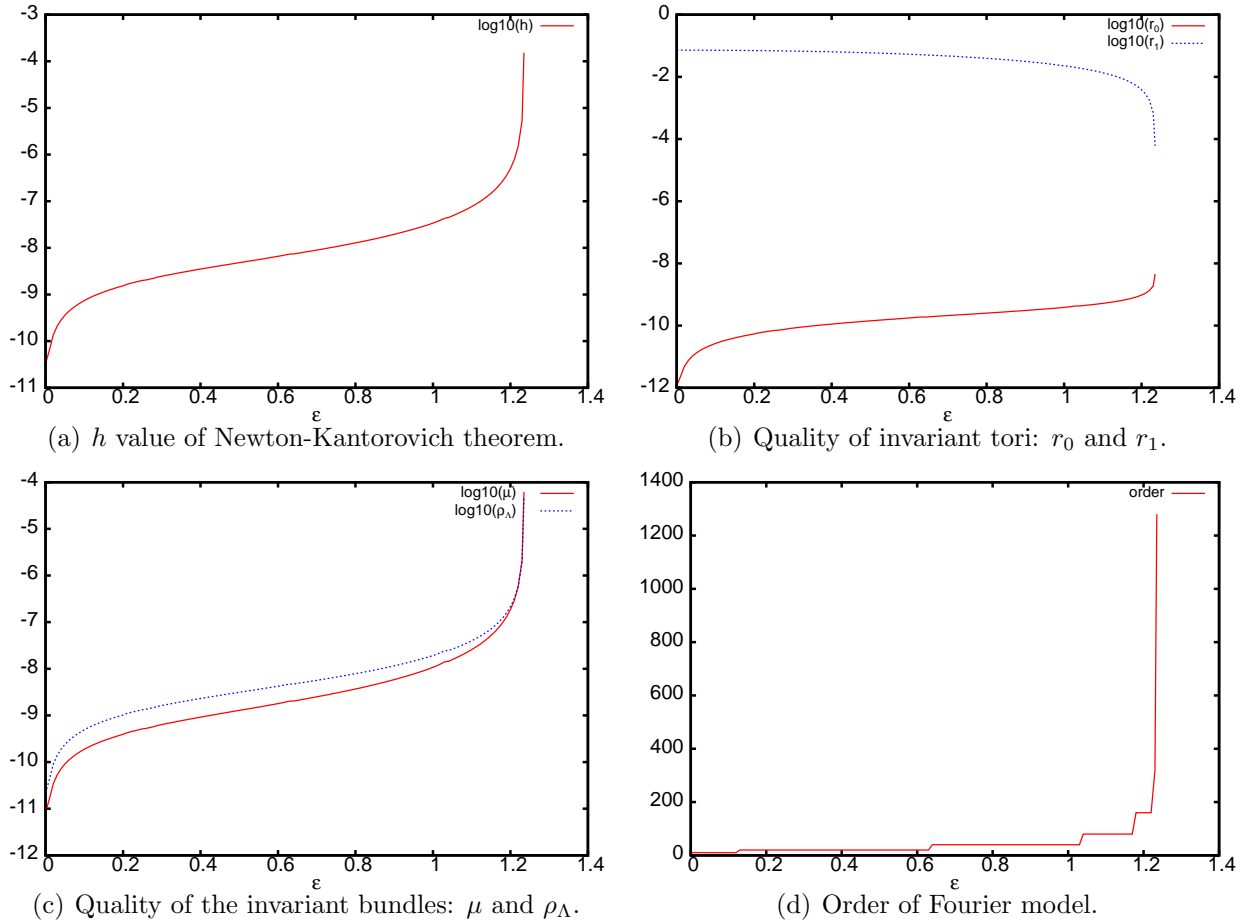 -3
-4
-5
-6
-7
-8
-9
-10
-11
0 0.2 0.4 0.6 0.8 1 1.2 1.4
ε
log10(h)
(a) h value of Newton-Kantorovich theorem.
0
-2
-4
-6
-8
-10
-12
0 0.2 0.4 0.6 0.8 1 1.2 1.4
ε
log10(r₀)
log10(r₁)
(b) Quality of invariant tori: r₀ and r₁.
-4
-5
-6
-7
-8
-9
-10
-11
-12
0 0.2 0.4 0.6 0.8 1 1.2 1.4
ε
log10(μ)
log10(ρ_Λ)
(c) Quality of the invariant bundles: μ and ρ_Λ.
1400
1200
1000
800
600
400
200
0
0 0.2 0.4 0.6 0.8 1 1.2 1.4
ε
order
(d) Order of Fourier model.